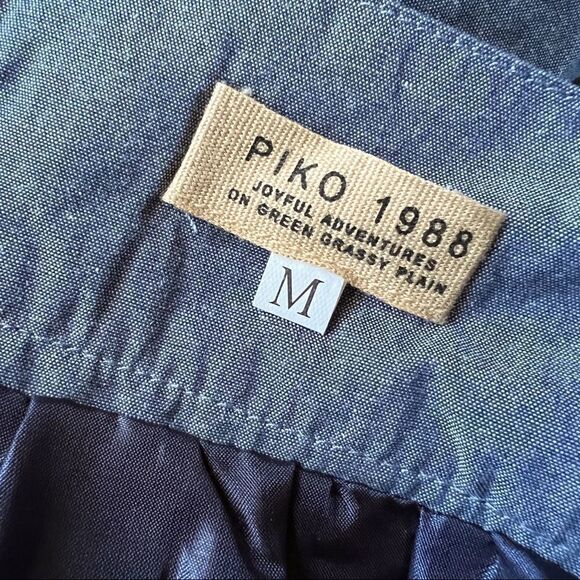 PIKO 1988
JOYFUL ADVENTURES
ON GREEN GRASSY PLAIN
M